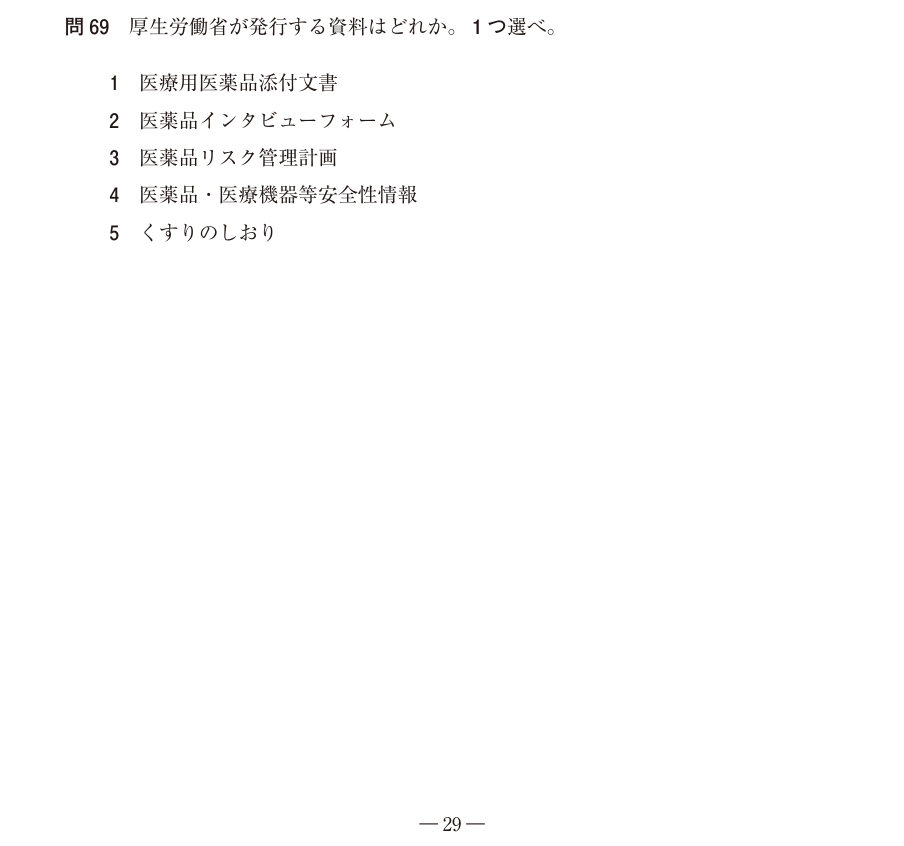 問69 厚生労働省が発行する資料はどれか。1つ選べ。
1 医療用医薬品添付文書
2 医薬品インタビューフォーム
3 医薬品リスク管理計画
4 医薬品・医療機器等安全性情報
5 くすりのしおり
— 29 —